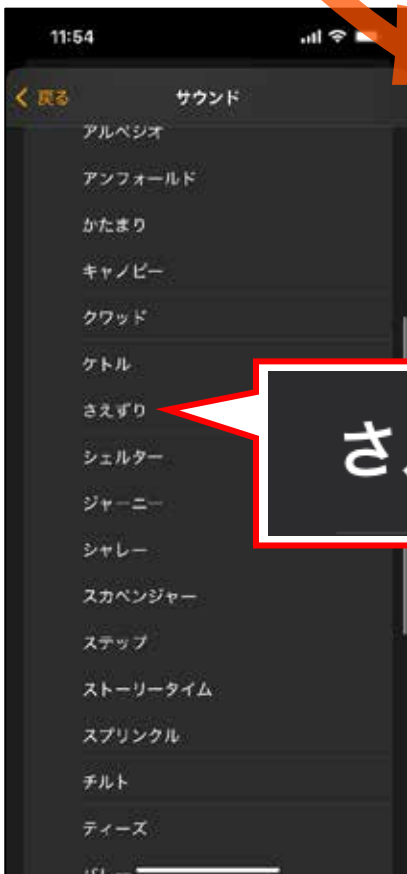 11:54
戻る
サウンド
アルペジオ
アンフォールド
かたまり
キャノピー
クワッド
ケトル
さえずり
シェルター
ジャーニー
シャレー
スカベンジャー
ステップ
ストーリータイム
スプリンクル
チルト
ティーズ
さ